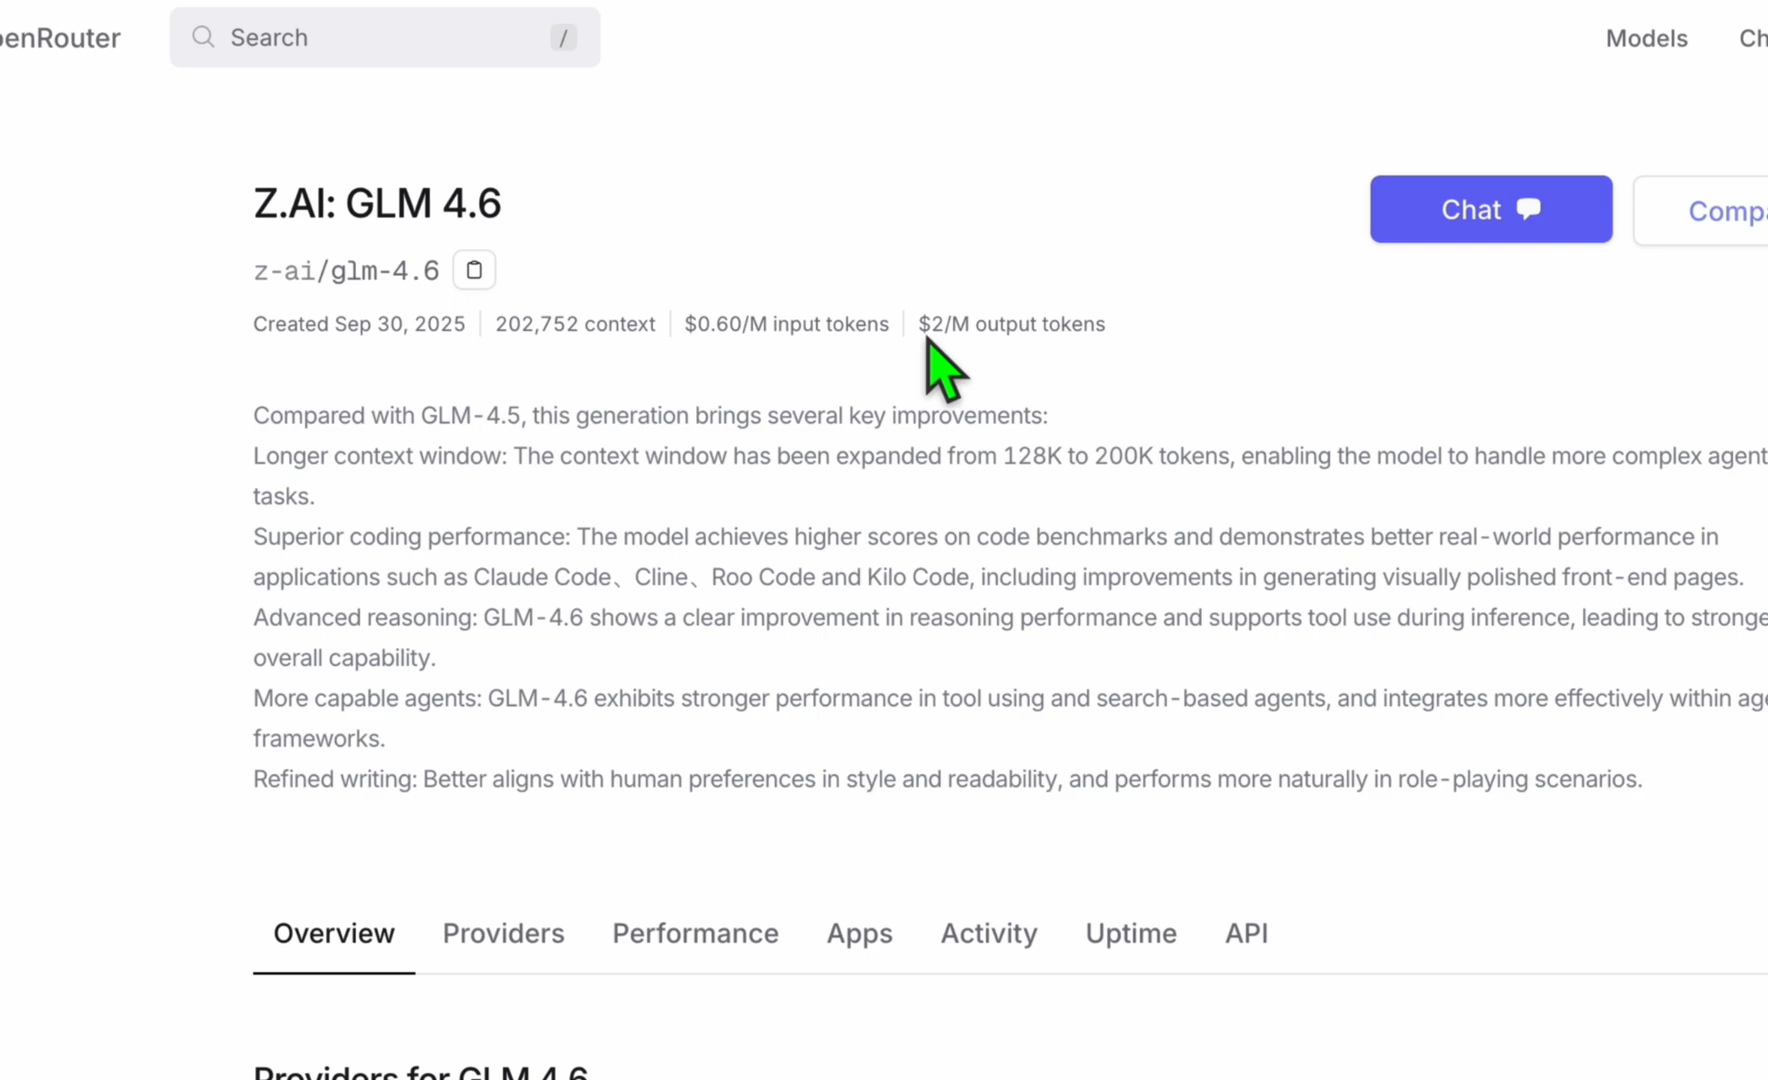 enRouter
Search
/
Models
Ch
Z.AI: GLM 4.6
Chat
Comp
z-ai/glm-4.6
Created Sep 30, 2025
202,752 context
$0.60/M input tokens
$2/M output tokens
Compared with GLM-4.5, this generation brings several key improvements:
Longer context window: The context window has been expanded from 128K to 200K tokens, enabling the model to handle more complex agent
tasks.
Superior coding performance: The model achieves higher scores on code benchmarks and demonstrates better real-world performance in
applications such as Claude Code、Cline、Roo Code and Kilo Code, including improvements in generating visually polished front-end pages.
Advanced reasoning: GLM-4.6 shows a clear improvement in reasoning performance and supports tool use during inference, leading to stronge
overall capability.
More capable agents: GLM-4.6 exhibits stronger performance in tool using and search-based agents, and integrates more effectively within age
frameworks.
Refined writing: Better aligns with human preferences in style and readability, and performs more naturally in role-playing scenarios.
Overview
Providers
Performance
Apps
Activity
Uptime
API
Providers for GLM 4.6